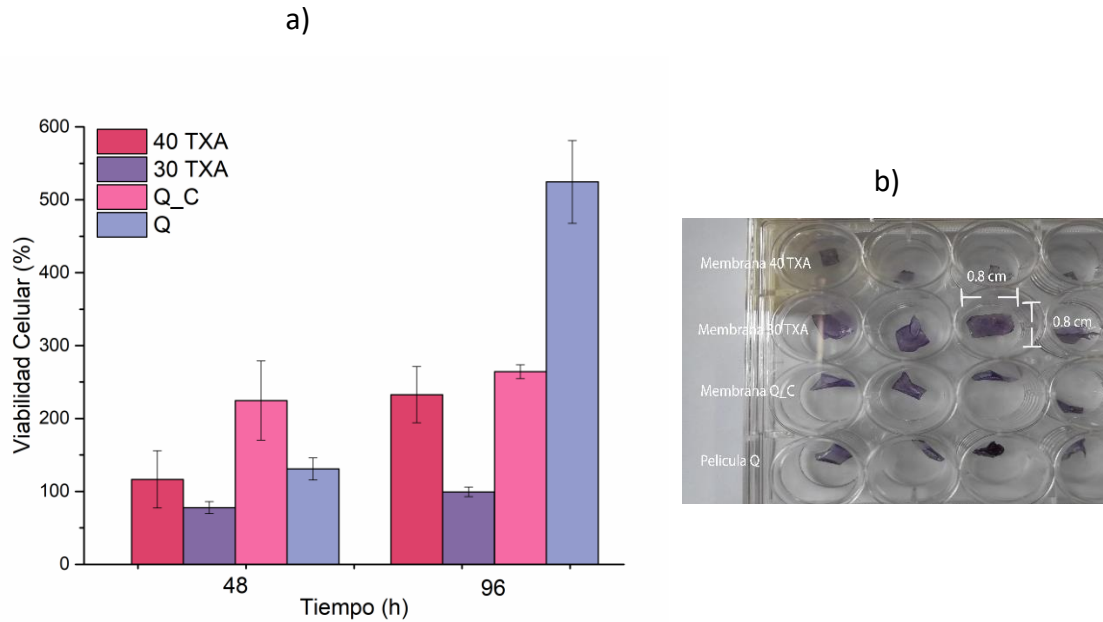 a)
600
500
400
300
200
100
0
Viabilidad Celular (%)
40 TXA
30 TXA
Q_C
Q
48
96
Tiempo (h)
b)
Membrana 40 TXA
0.8 cm
Membrana 30 TXA
0.8 cm
Membrana Q_C
Pelicula Q